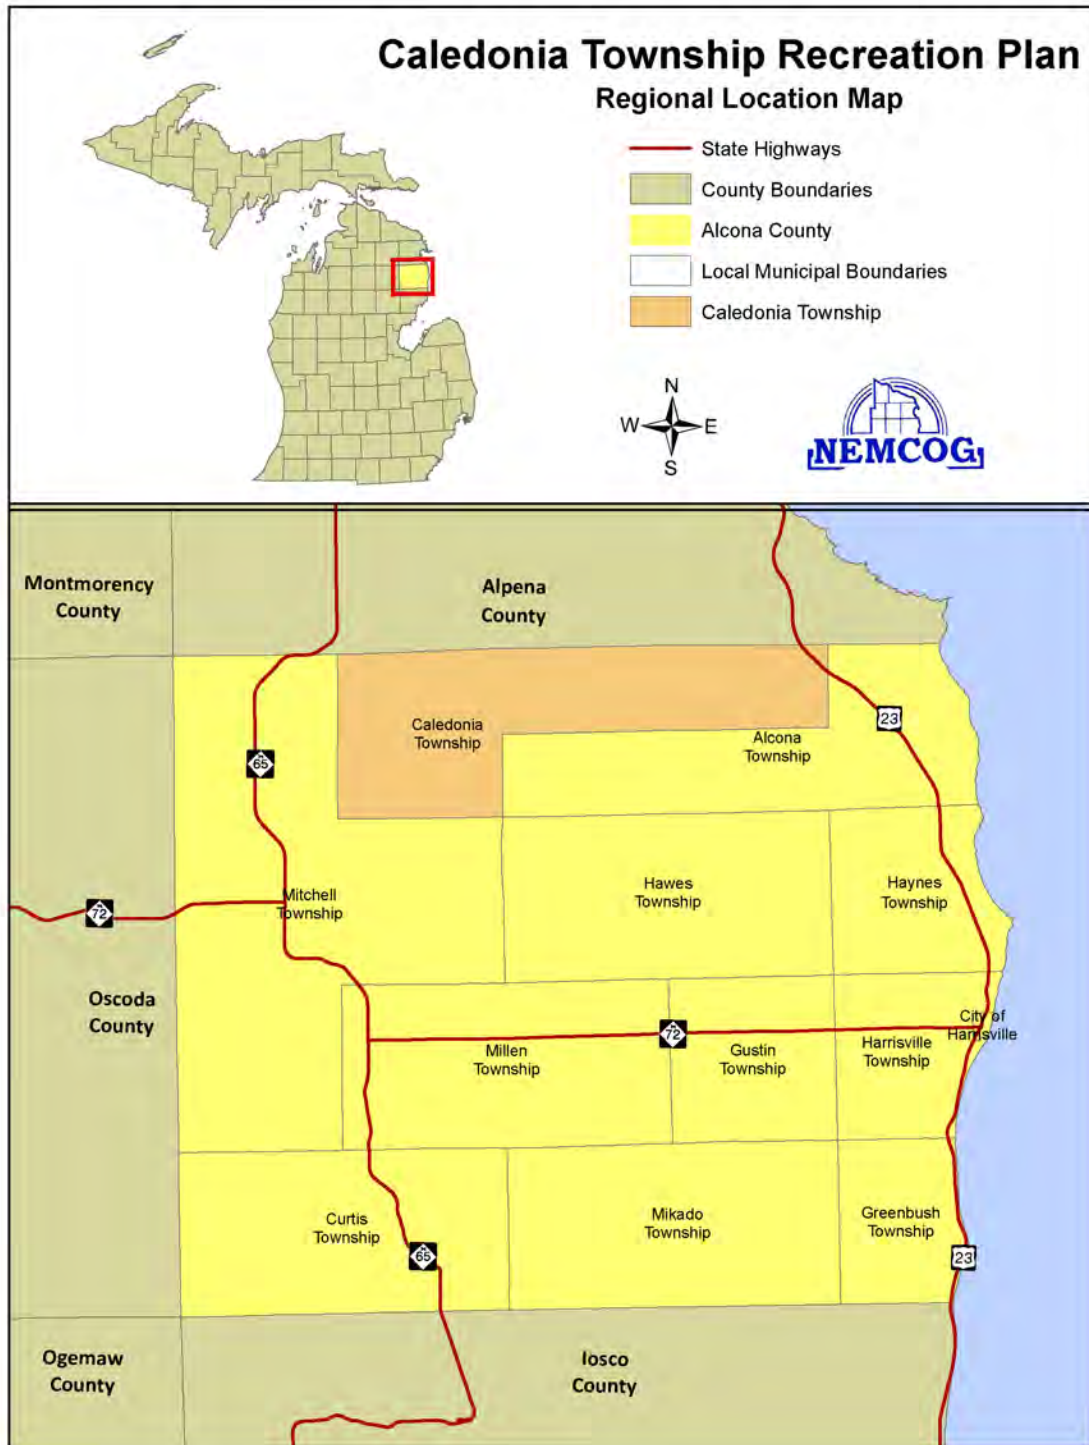 Caledonia Township Recreation Plan
Regional Location Map
State Highways
County Boundaries
Alcona County
Local Municipal Boundaries
Caledonia Township
N
W
E
S
NEMCOG
Montmorency
County
Alpena
County
Caledonia
Township
23
Alcona
Township
M
65
Mitchell
Township
Hawes
Township
Haynes
Township
M
72
Oscoda
County
City of
Harrisville
M
72
Millen
Township
Gustin
Township
Harrisville
Township
Curtis
Township
Mikado
Township
Greenbush
Township
M
65
23
Ogemaw
County
Iosco
County